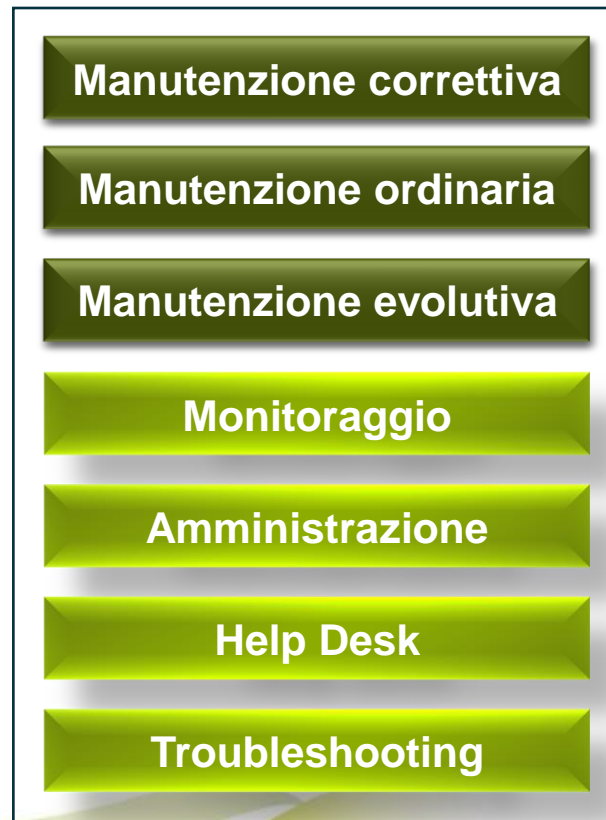 Manutenzione correttiva
Manutenzione ordinaria
Manutenzione evolutiva
Monitoraggio
Amministrazione
Help Desk
Troubleshooting